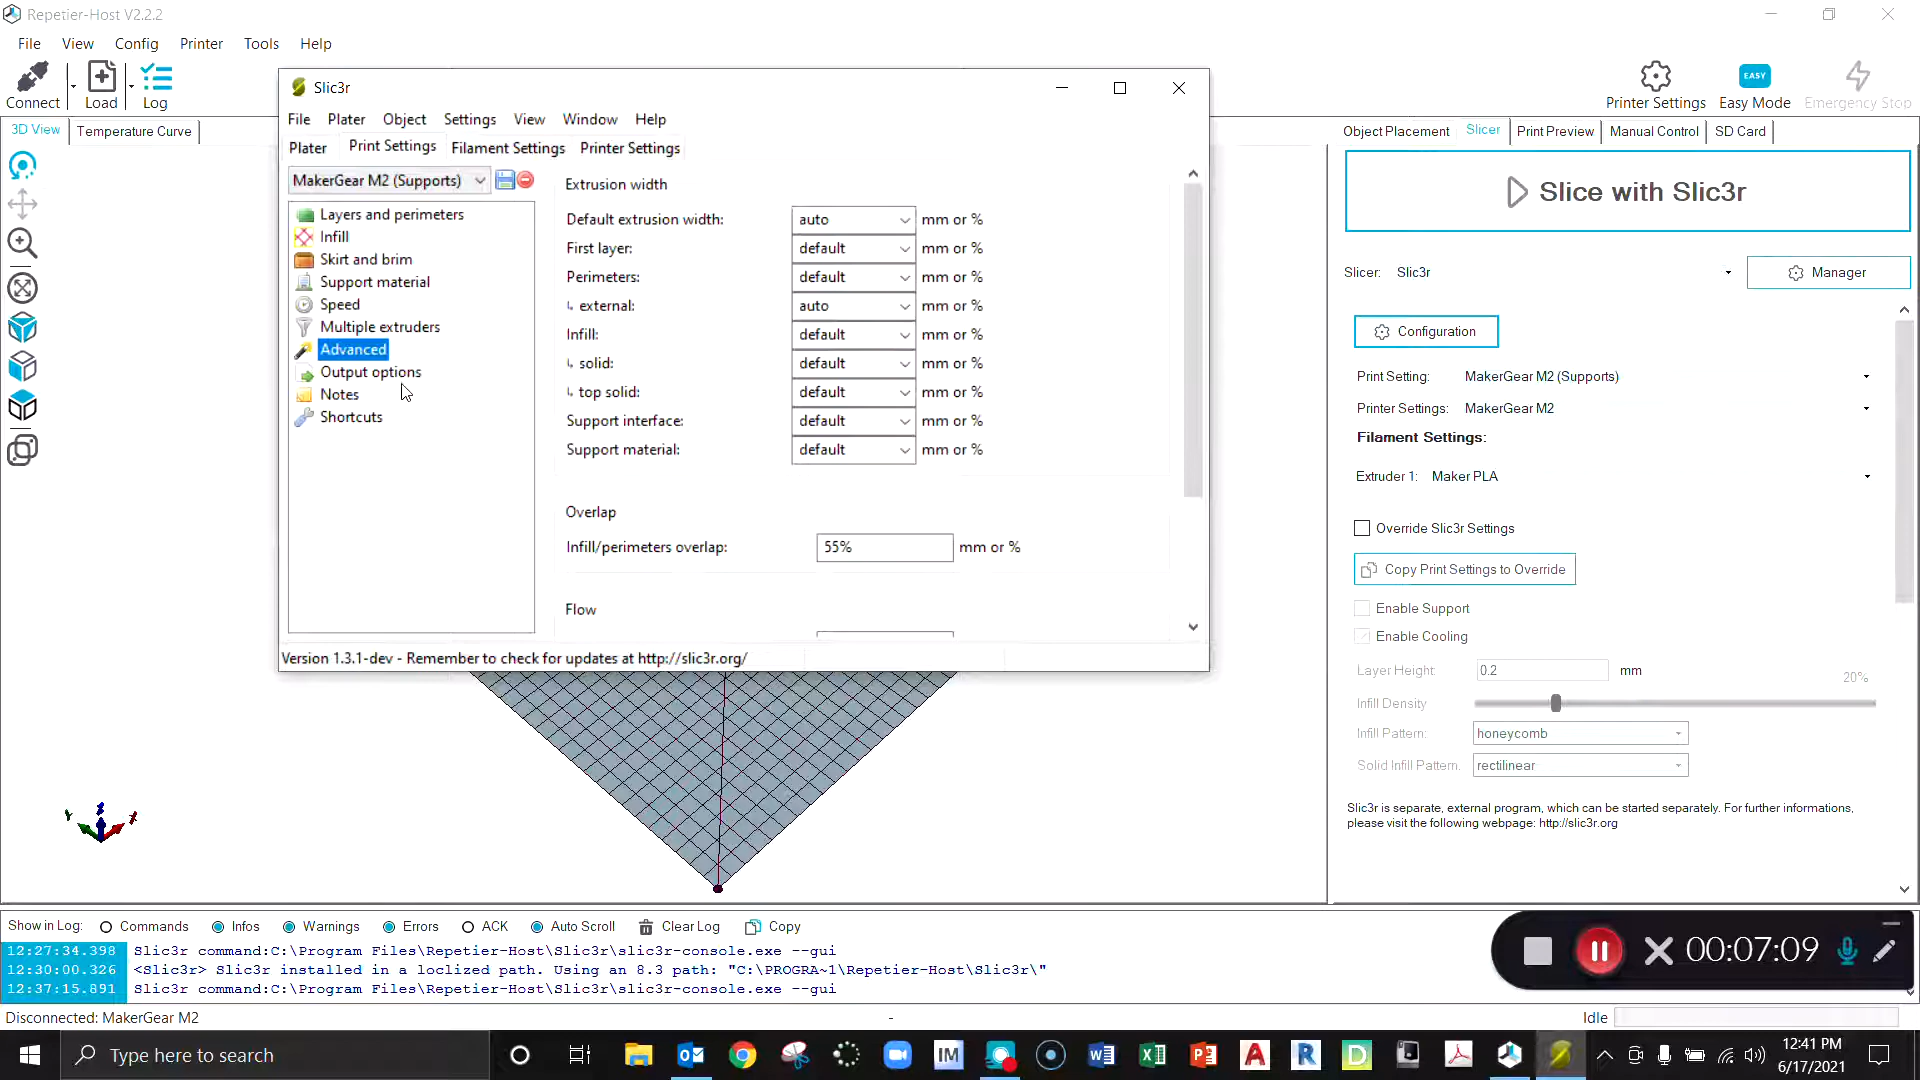 Repetier-Host V2.2.2
File View Config Printer Tools Help
Connect Load Log
Printer Settings EASY Easy Mode Emergency Stop
3D View Temperature Curve
Object Placement Slicer Print Preview Manual Control SD Card
Slic3r
File Plater Object Settings View Window Help
Plater Print Settings Filament Settings Printer Settings
MakerGear M2 (Supports)
Layers and perimeters
Infill
Skirt and brim
Support material
Speed
Multiple extruders
Advanced
Output options
Notes
Shortcuts
Extrusion width
Default extrusion width: auto mm or %
First layer: default mm or %
Perimeters: default mm or %
↳ external: auto mm or %
Infill: default mm or %
↳ solid: default mm or %
↳ top solid: default mm or %
Support interface: default mm or %
Support material: default mm or %
Overlap
Infill/perimeters overlap: 55% mm or %
Flow
Version 1.3.1-dev - Remember to check for updates at http://slic3r.org/
Slice with Slic3r
Slicer: Slic3r Manager
Configuration
Print Setting: MakerGear M2 (Supports)
Printer Settings: MakerGear M2
Filament Settings:
Extruder 1: Maker PLA
Override Slic3r Settings
Copy Print Settings to Override
Enable Support
Enable Cooling
Layer Height: 0.2 mm
20%
Infill Density
Infill Pattern: honeycomb
Solid Infill Pattern: rectilinear
Slic3r is separate, external program, which can be started separately. For further informations,
please visit the following webpage: http://slic3r.org
Y Z X
Show in Log: Commands Infos Warnings Errors ACK Auto Scroll Clear Log Copy
12:27:34.398 Slic3r command:C:\Program Files\Repetier-Host\Slic3r\slic3r-console.exe --gui
12:30:00.326 <Slic3r> Slic3r installed in a loclized path. Using an 8.3 path: "C:\PROGRA~1\Repetier-Host\Slic3r\"
12:37:15.891 Slic3r command:C:\Program Files\Repetier-Host\Slic3r\slic3r-console.exe --gui
00:07:09
Disconnected: MakerGear M2 - Idle
Type here to search
IM W X P A R D
12:41 PM
6/17/2021